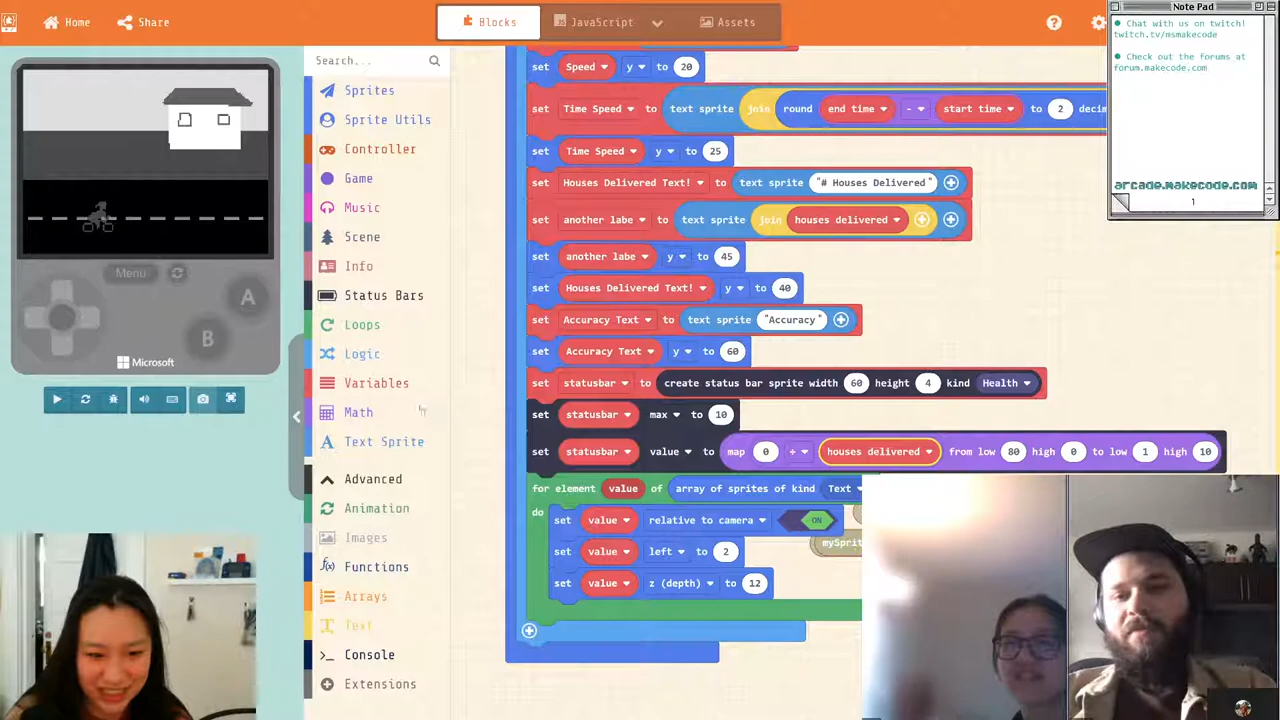 Home
Share
Blocks
JavaScript
Assets
Note Pad
Chat with us on twitch!
twitch.tv/msmakecode
Check out the forums at
forum.makecode.com
arcade.makecode.com
1
Menu
A
B
Microsoft
Search...
Sprites
Sprite Utils
Controller
Game
Music
Scene
Info
Status Bars
Loops
Logic
Variables
Math
Text Sprite
Advanced
Animation
Images
Functions
Arrays
Text
Console
Extensions
set Speed y to 20
set Time Speed to text sprite join round end time - start time to 2 decim
set Time Speed y to 25
set Houses Delivered Text! to text sprite "# Houses Delivered"
set another labe to text sprite join houses delivered
set another labe y to 45
set Houses Delivered Text! y to 40
set Accuracy Text to text sprite "Accuracy"
set Accuracy Text y to 60
set statusbar to create status bar sprite width 60 height 4 kind Health
set statusbar max to 10
set statusbar value to map 0 ÷ houses delivered from low 80 high 0 to low 1 high 10
for element value of array of sprites of kind Text
do set value relative to camera ON
mySprit
set value left to 2
set value z (depth) to 12